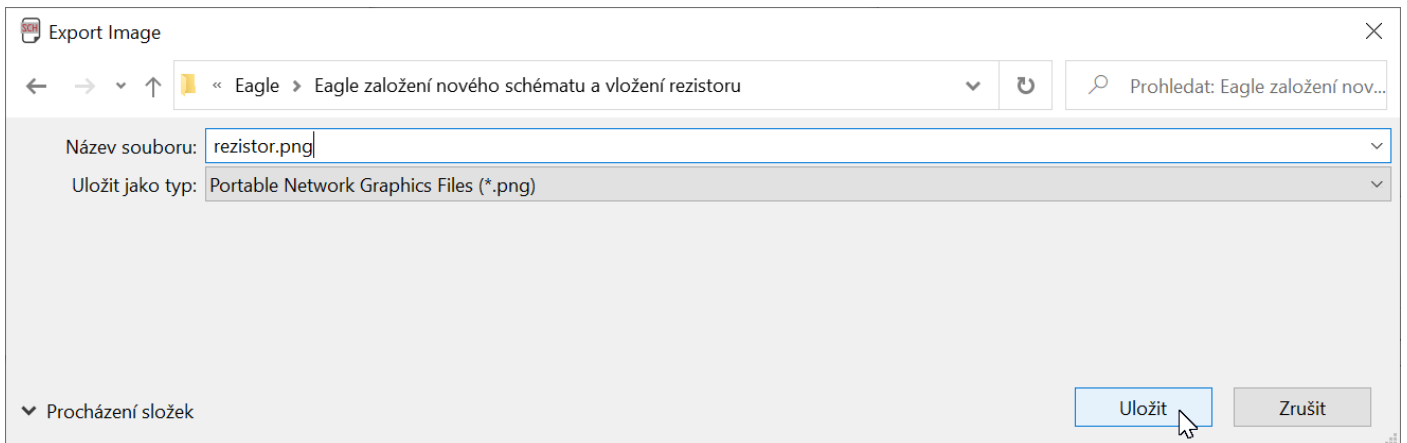 SCH Export Image
« Eagle > Eagle založení nového schématu a vložení rezistoru Prohledat: Eagle založení nov...
Název souboru: rezistor.png
Uložit jako typ: Portable Network Graphics Files (*.png)
Procházení složek Uložit Zrušit